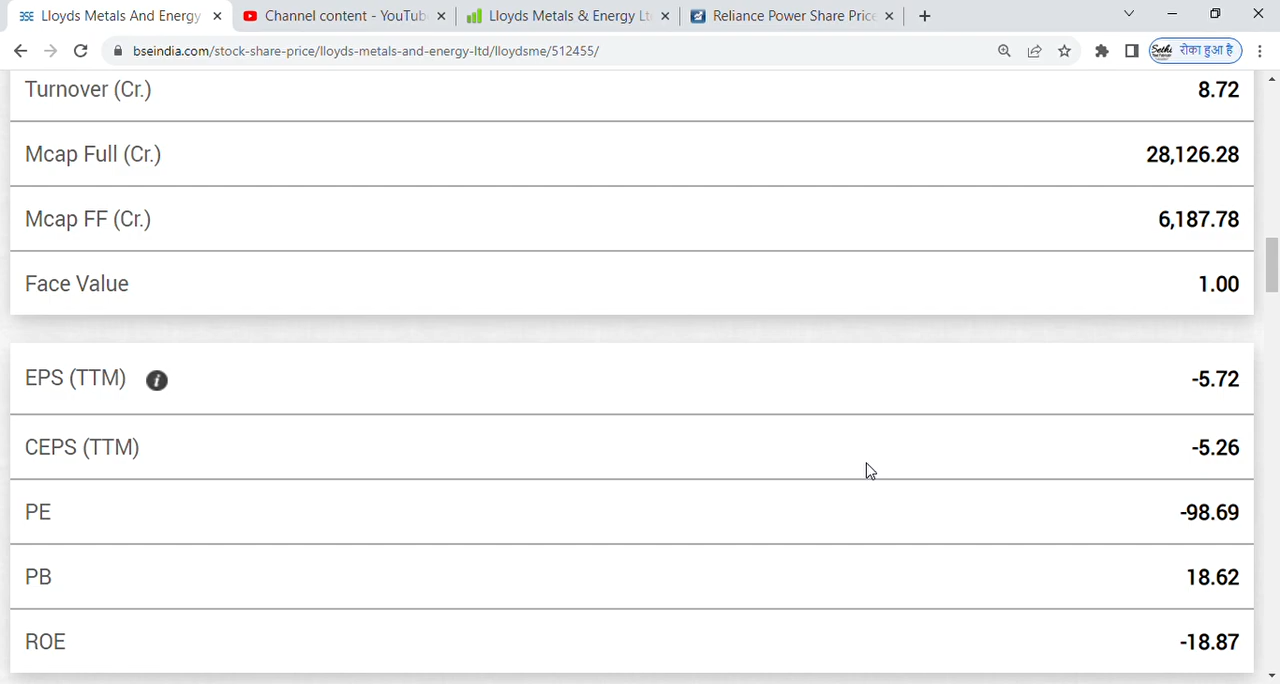 Lloyds Metals And Energy
Channel content - YouTub
Lloyds Metals & Energy Lt
Reliance Power Share Price
bseindia.com/stock-share-price/lloyds-metals-and-energy-ltd/lloydsme/512455/
Sethi
रोका हुआ है
Turnover (Cr.) 8.72
Mcap Full (Cr.) 28,126.28
Mcap FF (Cr.) 6,187.78
Face Value 1.00
EPS (TTM) i -5.72
CEPS (TTM) -5.26
PE -98.69
PB 18.62
ROE -18.87